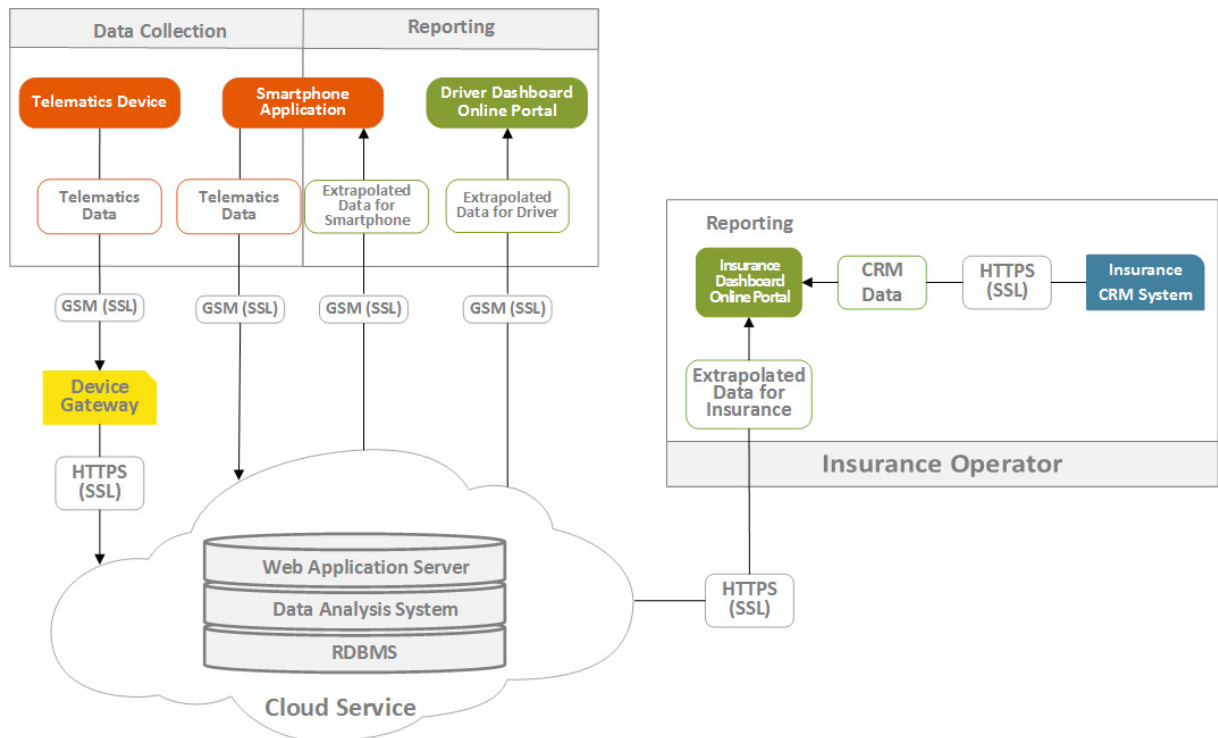 Data Collection
Reporting
Telematics Device
Smartphone
Application
Driver Dashboard
Online Portal
Telematics
Data
Telematics
Data
Extrapolated
Data for
Smartphone
Extrapolated
Data for Driver
GSM (SSL)
GSM (SSL)
GSM (SSL)
GSM (SSL)
Device
Gateway
HTTPS
(SSL)
Web Application Server
Data Analysis System
RDBMS
Cloud Service
HTTPS
(SSL)
Reporting
Insurance
Dashboard
Online Portal
CRM
Data
HTTPS
(SSL)
Insurance
CRM System
Extrapolated
Data for
Insurance
Insurance Operator